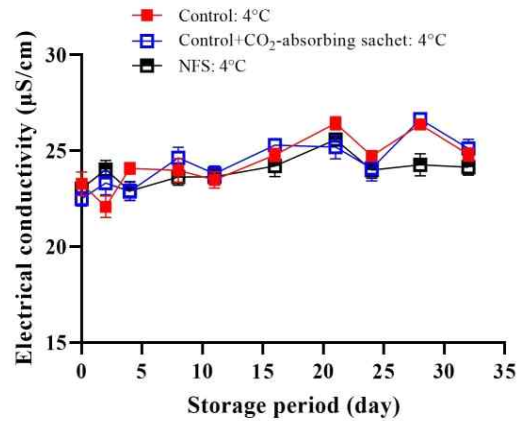 Control: 4°C
Control+CO₂-absorbing sachet: 4°C
NFS: 4°C
Electrical conductivity (µS/cm)
30
25
20
15
0 5 10 15 20 25 30 35
Storage period (day)